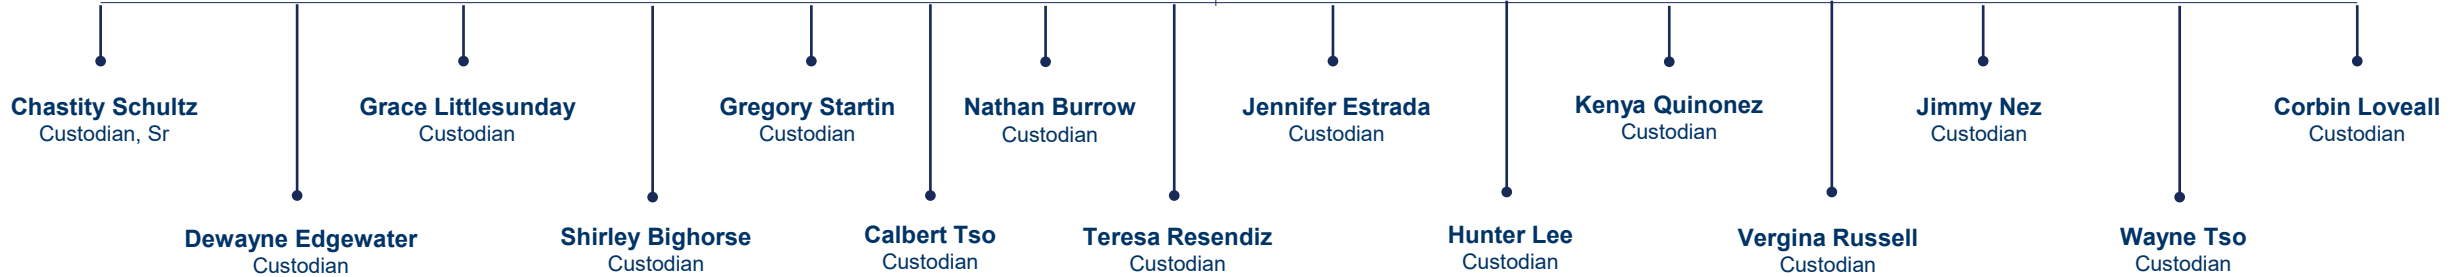 Chastity Schultz
Custodian, Sr
Grace Littlesunday
Custodian
Gregory Startin
Custodian
Nathan Burrow
Custodian
Jennifer Estrada
Custodian
Kenya Quinonez
Custodian
Jimmy Nez
Custodian
Corbin Loveall
Custodian
Dewayne Edgewater
Custodian
Shirley Bighorse
Custodian
Calbert Tso
Custodian
Teresa Resendiz
Custodian
Hunter Lee
Custodian
Vergina Russell
Custodian
Wayne Tso
Custodian